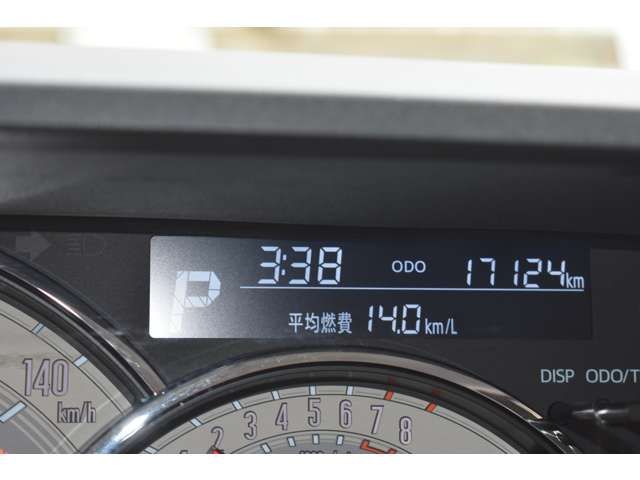 P 3:38 ODO 17124km
平均燃費 14.0km/L
DISP ODO/T
140
km/h
2 3 4 5 6 7 8